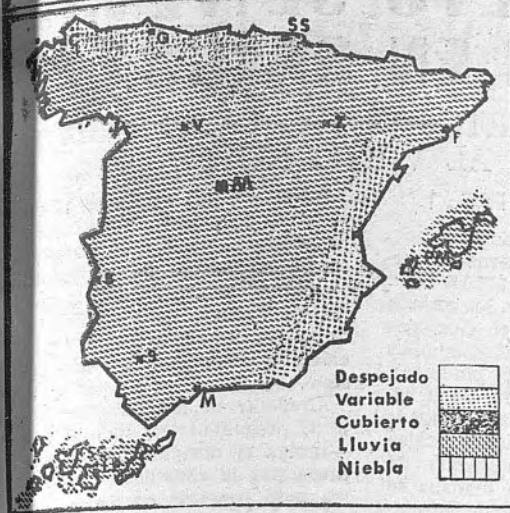 SS
C
O
V
Z
F
M
B
S
M
Despejado
Variable
Cubierto
Lluvia
Niebla